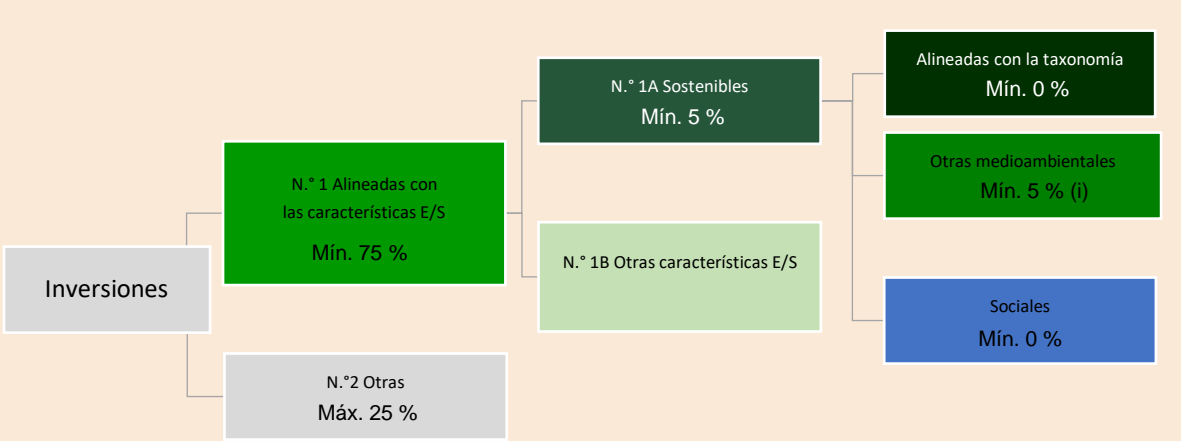 Inversiones
N.° 1 Alineadas con
las características E/S
Mín. 75 %
N.°2 Otras
Máx. 25 %
N.° 1A Sostenibles
Mín. 5 %
N.° 1B Otras características E/S
Alineadas con la taxonomía
Mín. 0 %
Otras medioambientales
Mín. 5 % (i)
Sociales
Mín. 0 %